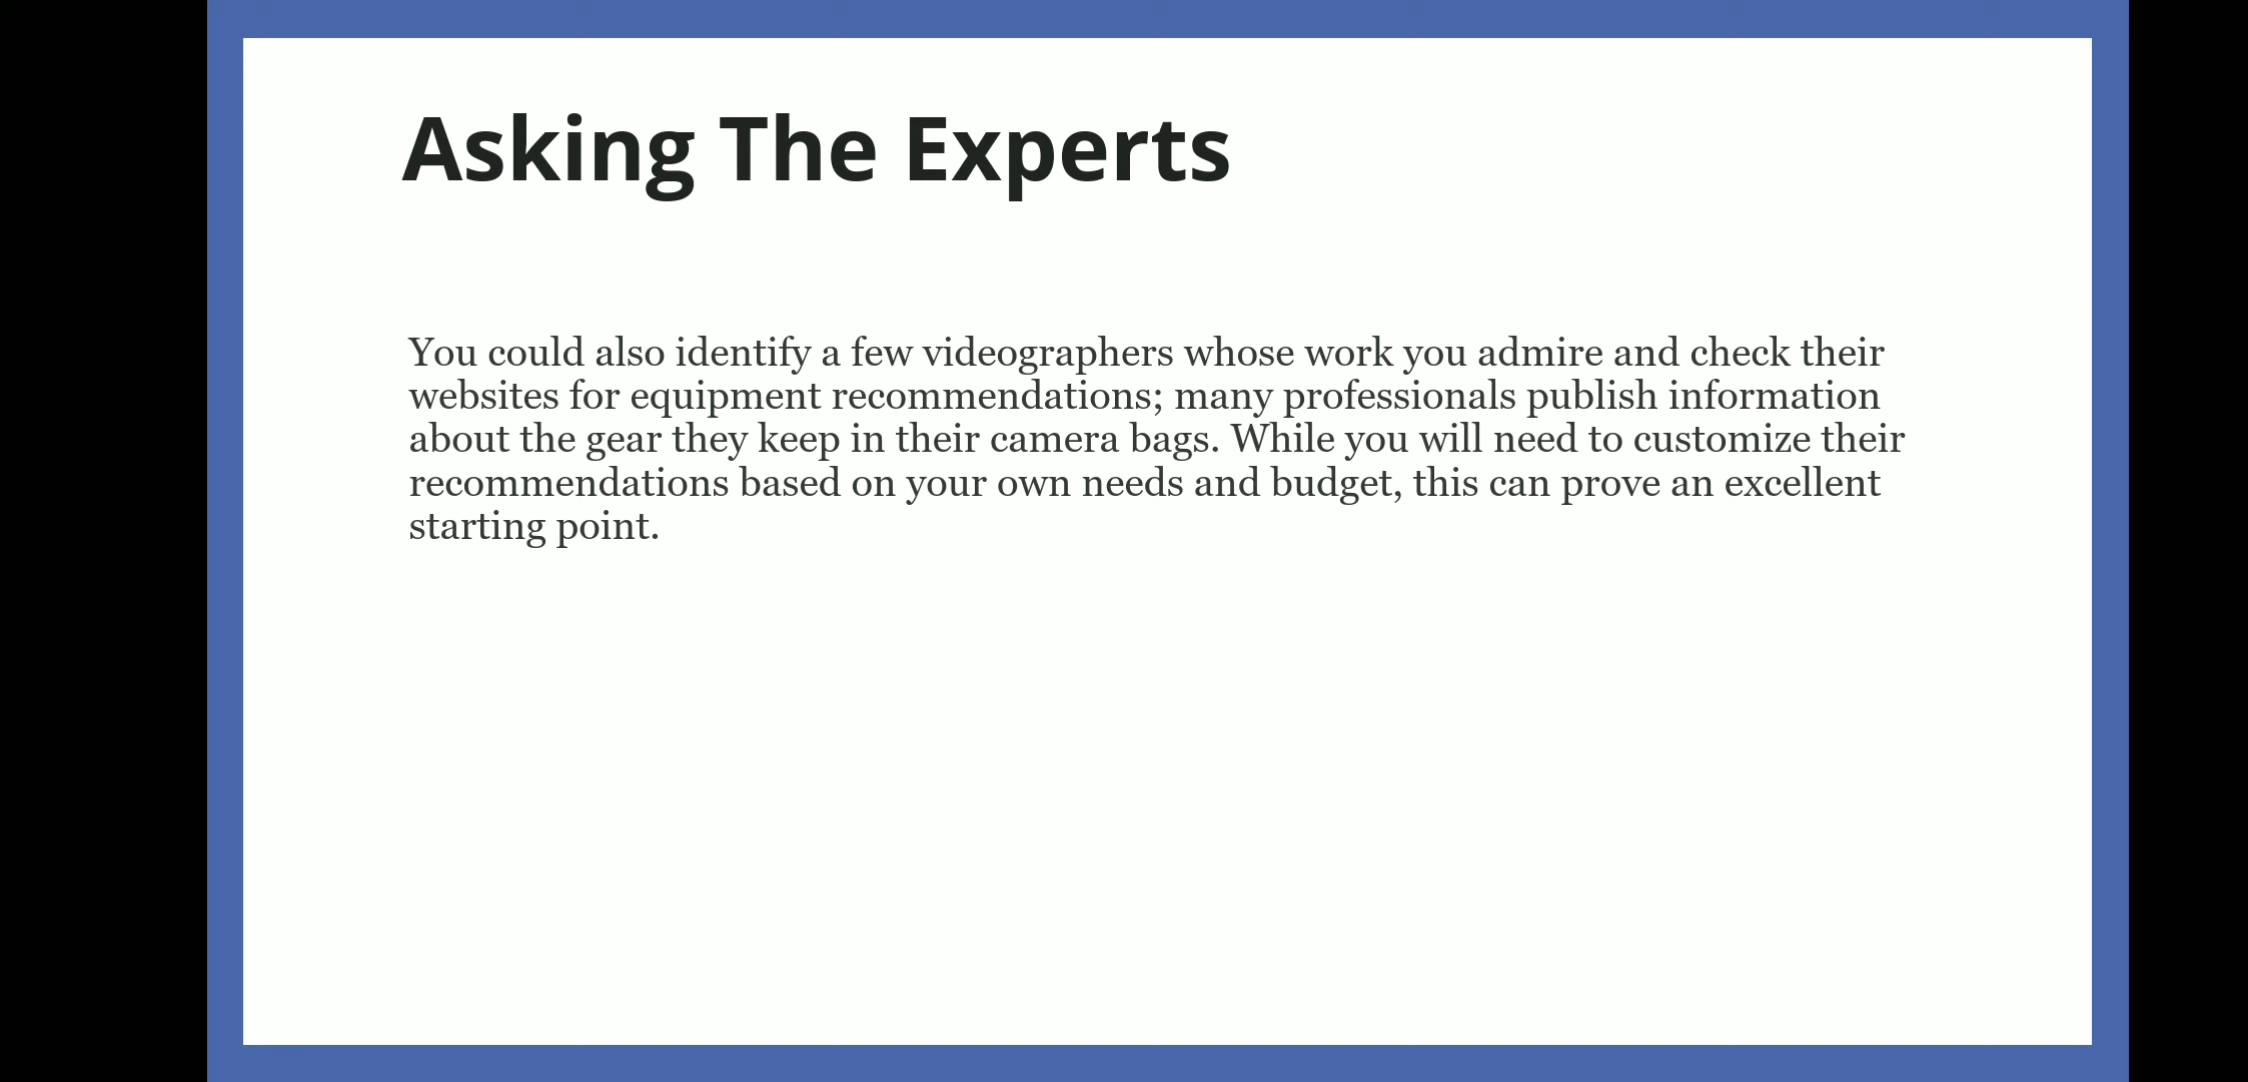 Asking The Experts
You could also identify a few videographers whose work you admire and check their
websites for equipment recommendations; many professionals publish information
about the gear they keep in their camera bags. While you will need to customize their
recommendations based on your own needs and budget, this can prove an excellent
starting point.